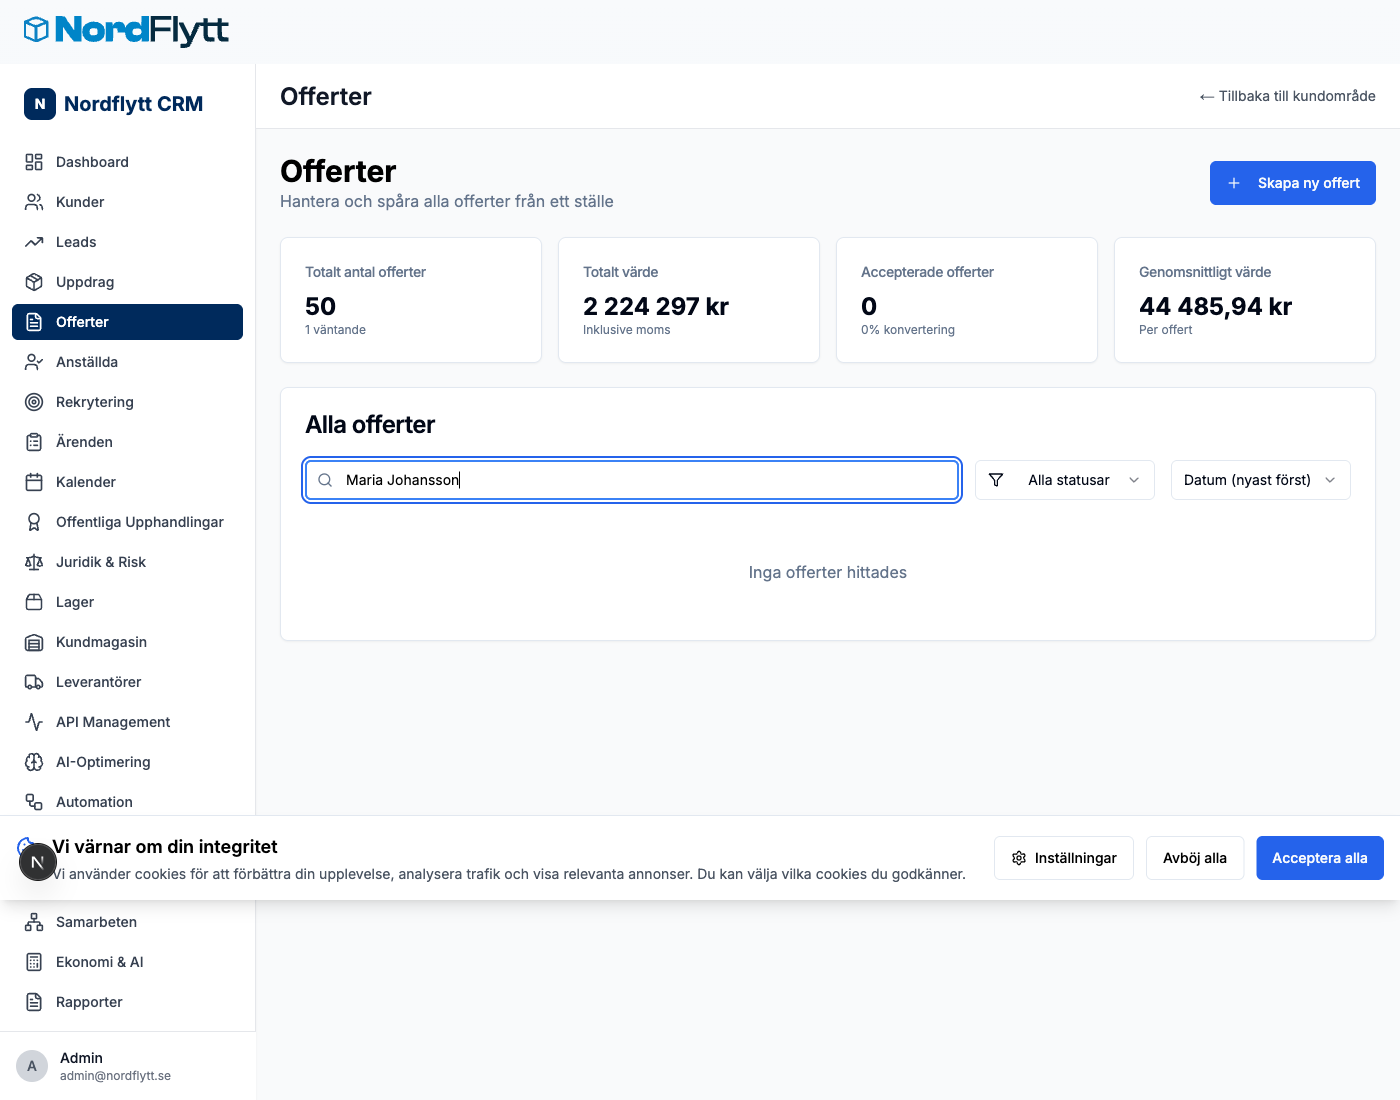 NordFlytt
N
Nordflytt CRM
Dashboard
Kunder
Leads
Uppdrag
Offerter
Anställda
Rekrytering
Ärenden
Kalender
Offentliga Upphandlingar
Juridik & Risk
Lager
Kundmagasin
Leverantörer
API Management
AI-Optimering
Automation
Samarbeten
Ekonomi & AI
Rapporter
A
Admin
admin@nordflytt.se
Offerter
← Tillbaka till kundområde
Offerter
Hantera och spåra alla offerter från ett ställe
Skapa ny offert
Totalt antal offerter
50
1 väntande
Totalt värde
2 224 297 kr
Inklusive moms
Accepterade offerter
0
0% konvertering
Genomsnittligt värde
44 485,94 kr
Per offert
Alla offerter
Maria Johansson
Alla statusar
Datum (nyast först)
Inga offerter hittades
Vi värnar om din integritet
N
Vi använder cookies för att förbättra din upplevelse, analysera trafik och visa relevanta annonser. Du kan välja vilka cookies du godkänner.
Inställningar
Avböj alla
Acceptera alla